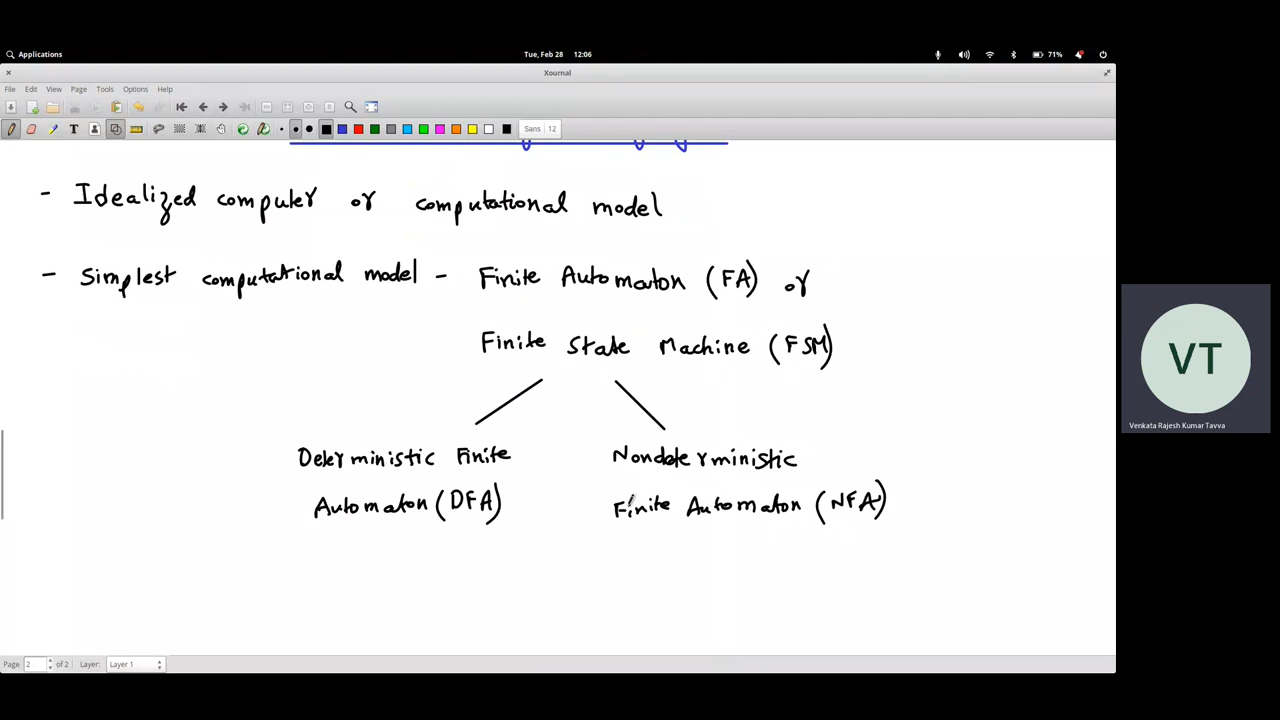 Applications
Tue, Feb 28 12:06
71%
Xournal
File Edit View Page Tools Options Help
Sans 12
- Idealized computer or computational model
- Simplest computational model - Finite Automaton (FA) or
Finite State Machine (FSM)
Deterministic Finite
Automaton (DFA)
Nondeterministic
Finite Automaton (NFA)
VT
Venkata Rajesh Kumar Tavva
Page 2 of 2 Layer: Layer 1